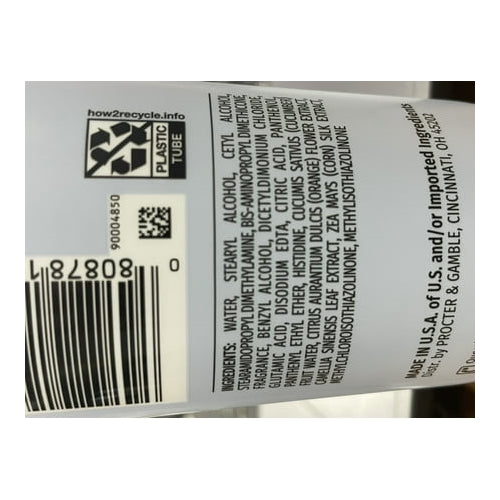 how2recycle.info
PLASTIC
TUBE
90004850
0
80878 1
INGREDIENTS: WATER, STEARYL ALCOHOL, CETYL ALCOHOL,
STEARAMIDOPROPYL DIMETHYLAMINE, BIS-AMINOPROPYL DIMETHICONE,
FRAGRANCE, BENZYL ALCOHOL, DICETYLDIMONIUM CHLORIDE,
GLUTAMIC ACID, DISODIUM EDTA, CITRIC ACID, PANTHENOL,
PANTHENYL ETHYL ETHER, HISTIDINE, CUCUMIS SATIVUS (CUCUMBER)
FRUIT WATER, CITRUS AURANTIUM DULCIS (ORANGE) FLOWER EXTRACT,
CAMELLIA SINENSIS LEAF EXTRACT, ZEA MAYS (CORN) SILK EXTRACT,
METHYLCHLOROISOTHIAZOLINONE, METHYLISOTHIAZOLINONE
MADE IN U.S.A. of U.S. and/or Imported Ingredients
Distr. by PROCTER & GAMBLE, CINCINNATI, OH 45202